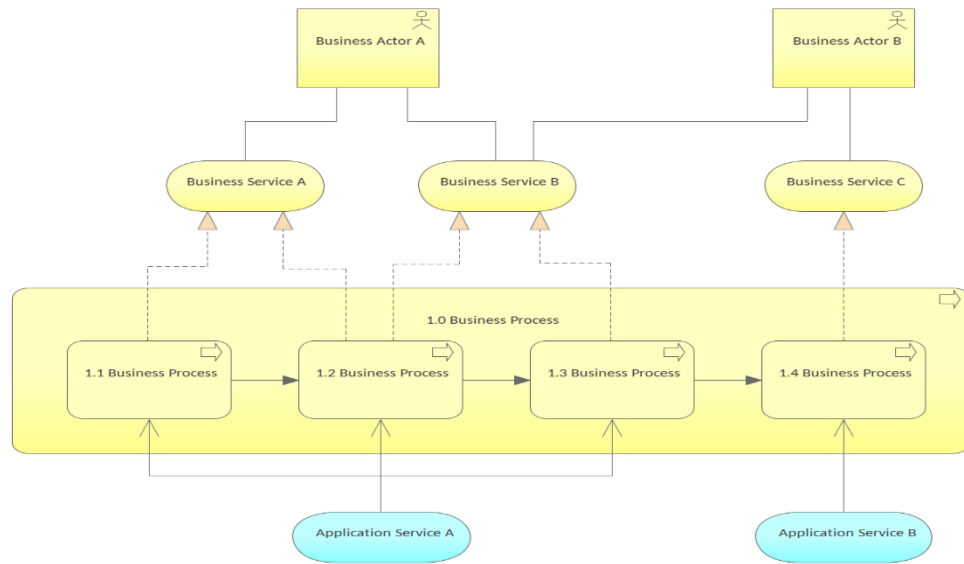 Business Actor A
Business Actor B
Business Service A
Business Service B
Business Service C
1.0 Business Process
1.1 Business Process
1.2 Business Process
1.3 Business Process
1.4 Business Process
Application Service A
Application Service B